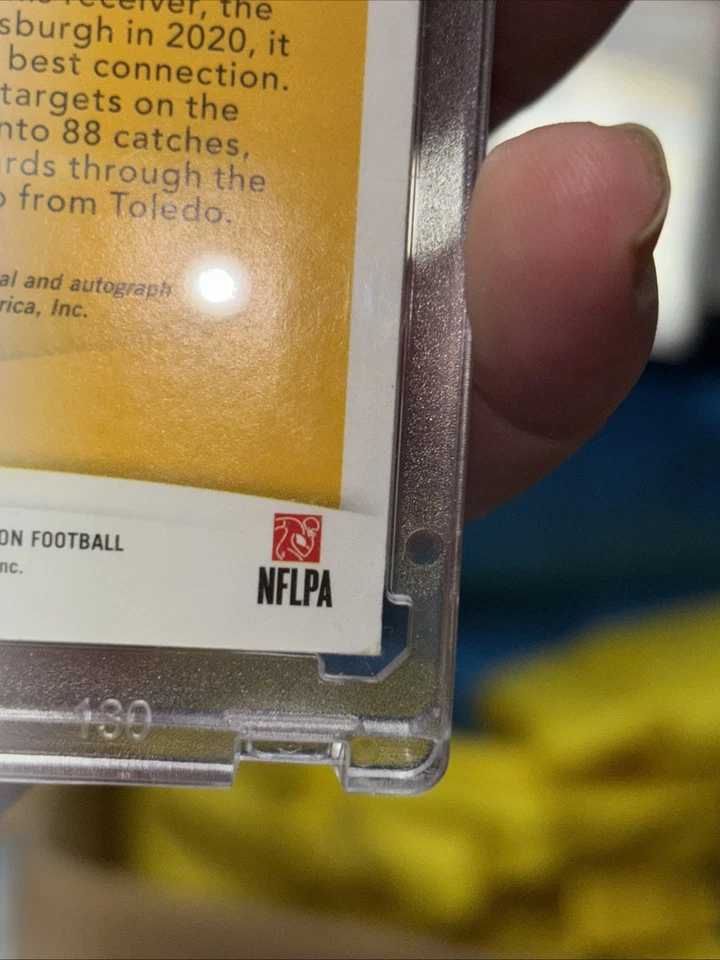 receiver, the
sburgh in 2020, it
best connection.
targets on the
nto 88 catches,
rds through the
o from Toledo.
al and autograph
rica, Inc.
ON FOOTBALL
nc.
NFLPA
130